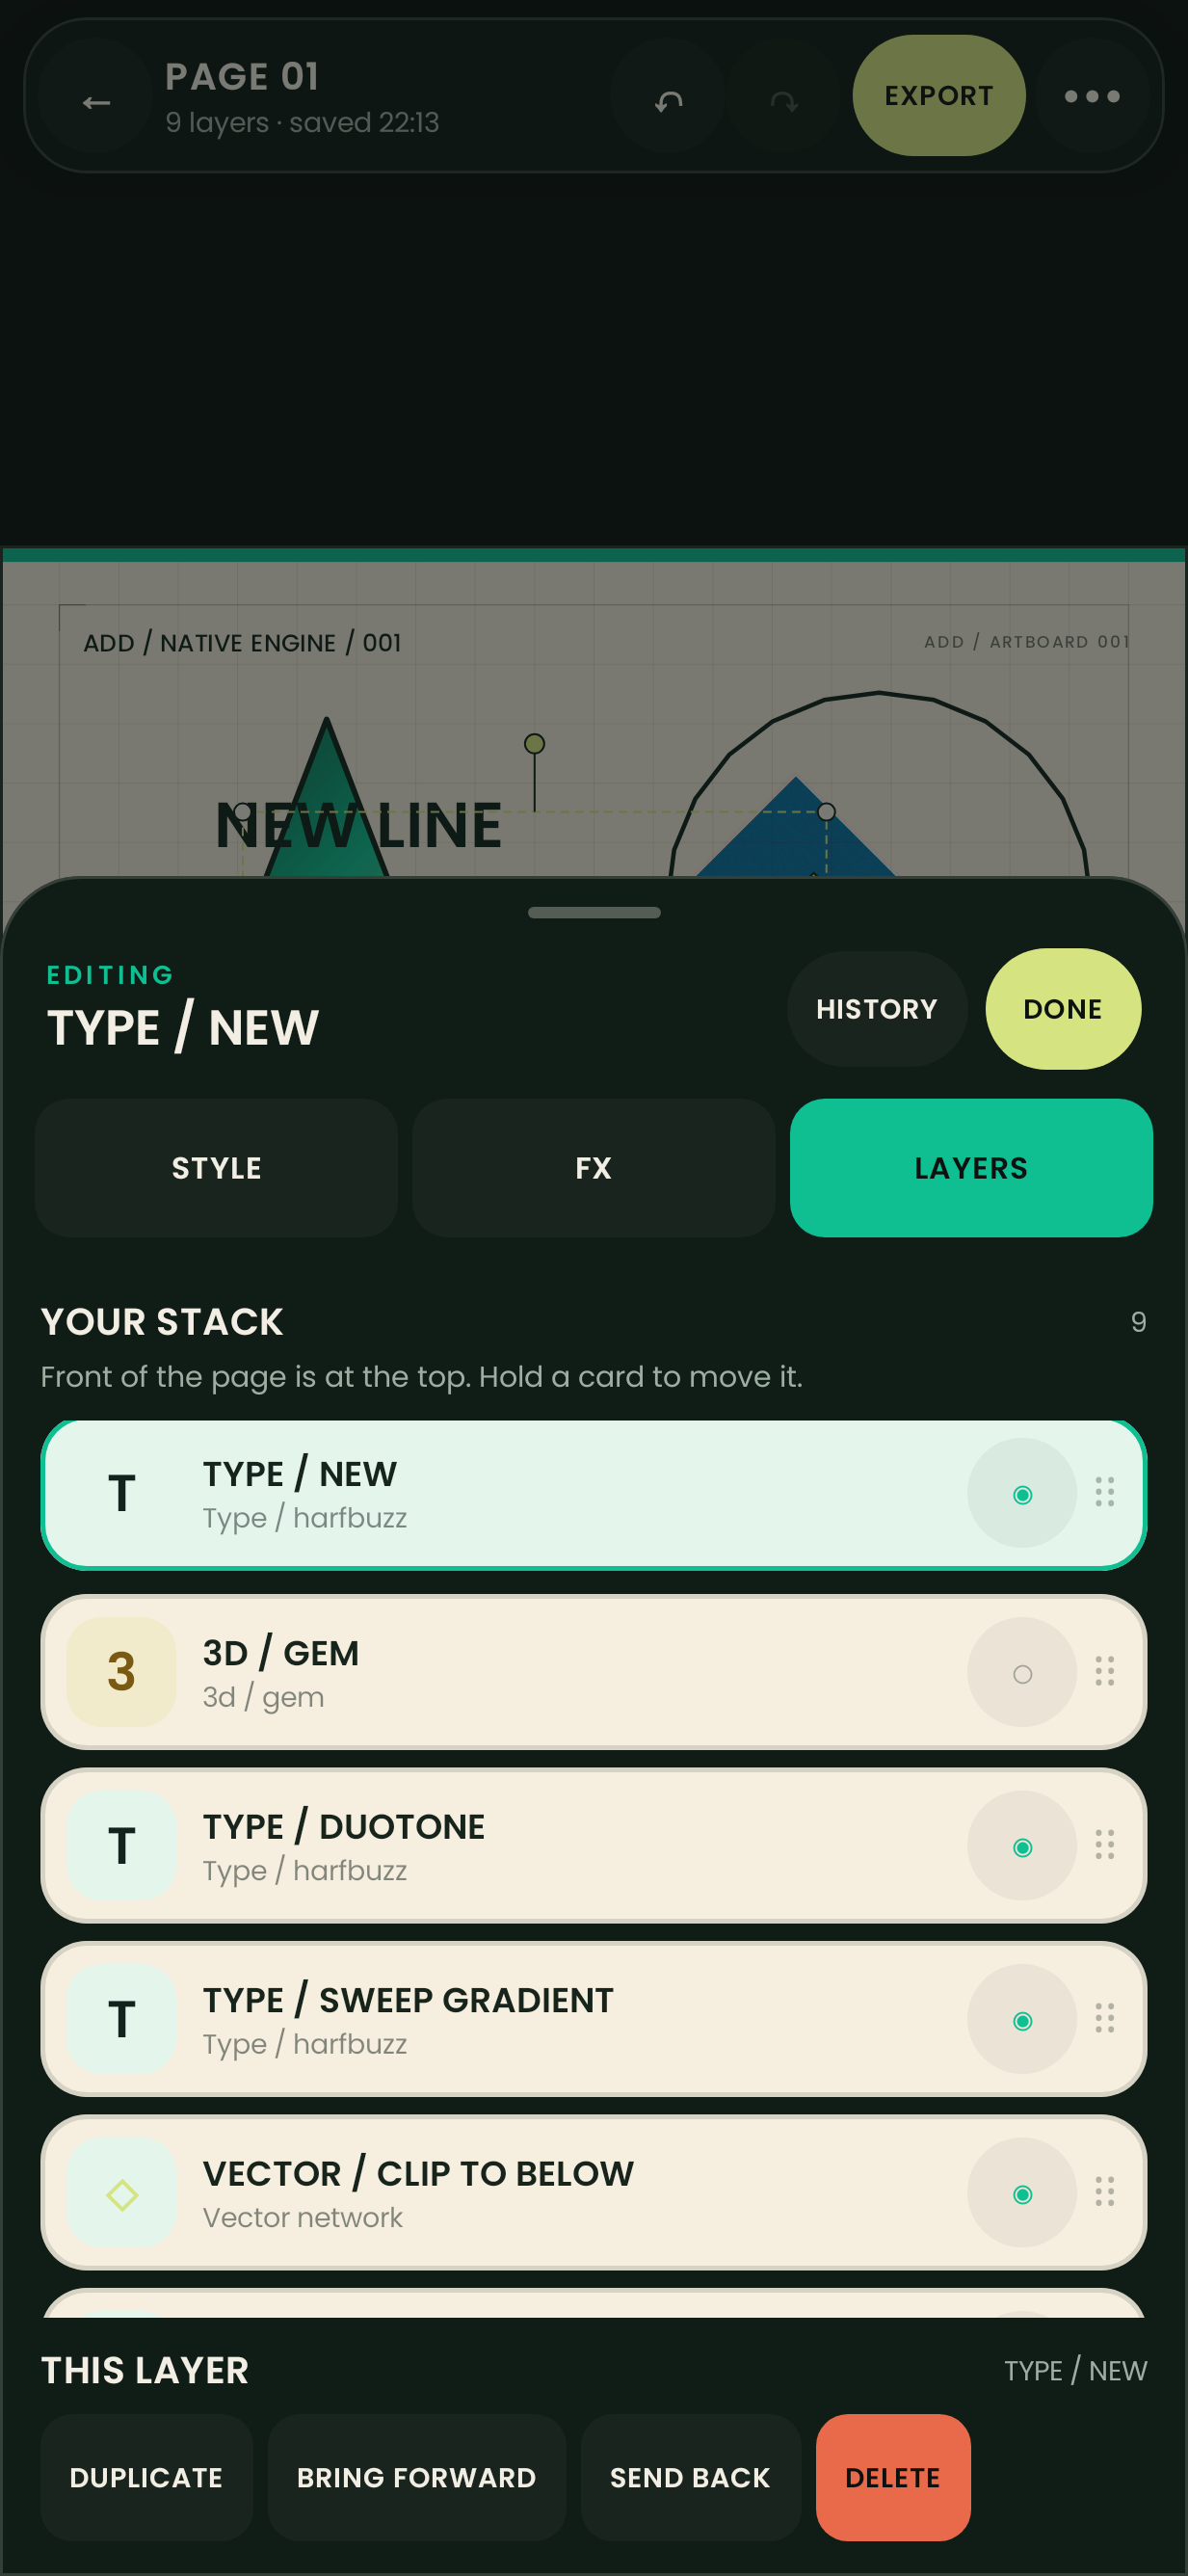 PAGE 01
9 layers · saved 22:13
EXPORT
ADD / NATIVE ENGINE / 001
ADD / ARTBOARD 001
NEW LINE
EDITING
TYPE / NEW
HISTORY
DONE
STYLE
FX
LAYERS
YOUR STACK
9
Front of the page is at the top. Hold a card to move it.
T
TYPE / NEW
Type / harfbuzz
3
3D / GEM
3d / gem
T
TYPE / DUOTONE
Type / harfbuzz
T
TYPE / SWEEP GRADIENT
Type / harfbuzz
VECTOR / CLIP TO BELOW
Vector network
THIS LAYER
TYPE / NEW
DUPLICATE
BRING FORWARD
SEND BACK
DELETE